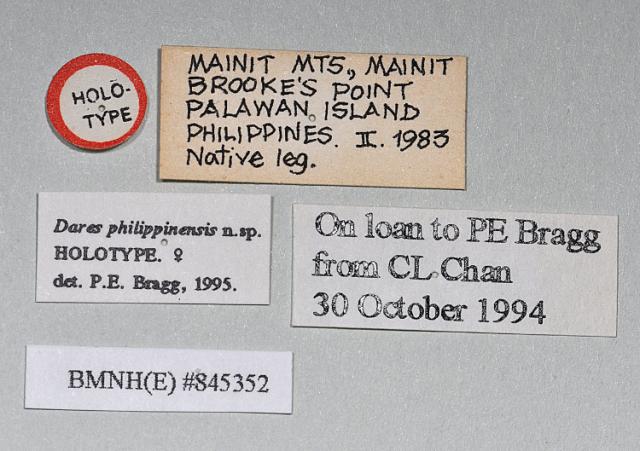 HOLO-
TYPE
MAINIT MTS., MAINIT
BROOKE'S POINT
PALAWAN ISLAND
PHILIPPINES. II. 1983
Native leg.
Dares philippinensis n.sp.
HOLOTYPE. ♀
det. P.E. Bragg, 1995.
On loan to PE Bragg
from CL Chan
30 October 1994
BMNH(E) #845352